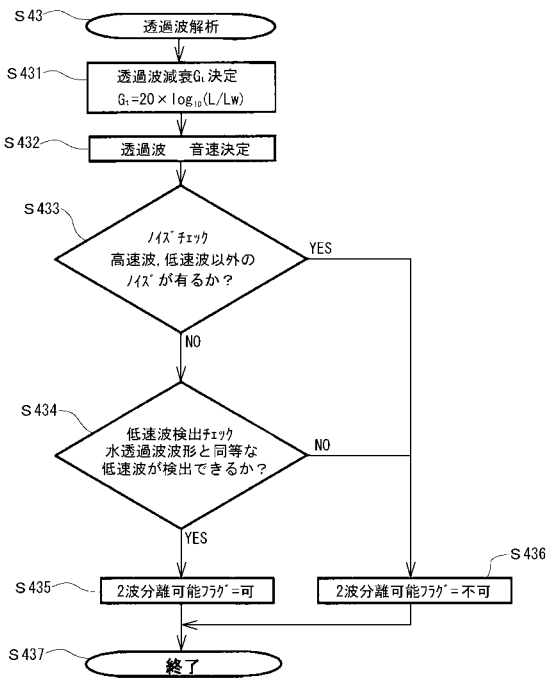 S43
透過波解析
S431
透過波減衰Gt決定
Gt=20×log10(L/Lw)
S432
透過波 音速決定
S433
ﾉｲｽﾞﾁｪｯｸ
高速波,低速波以外の
ﾉｲｽﾞが有るか？
YES
NO
S434
低速波検出ﾁｪｯｸ
水透過波波形と同等な
低速波が検出できるか？
NO
YES
S435
2波分離可能ﾌﾗｸﾞ=可
S436
2波分離可能ﾌﾗｸﾞ=不可
S437
終了